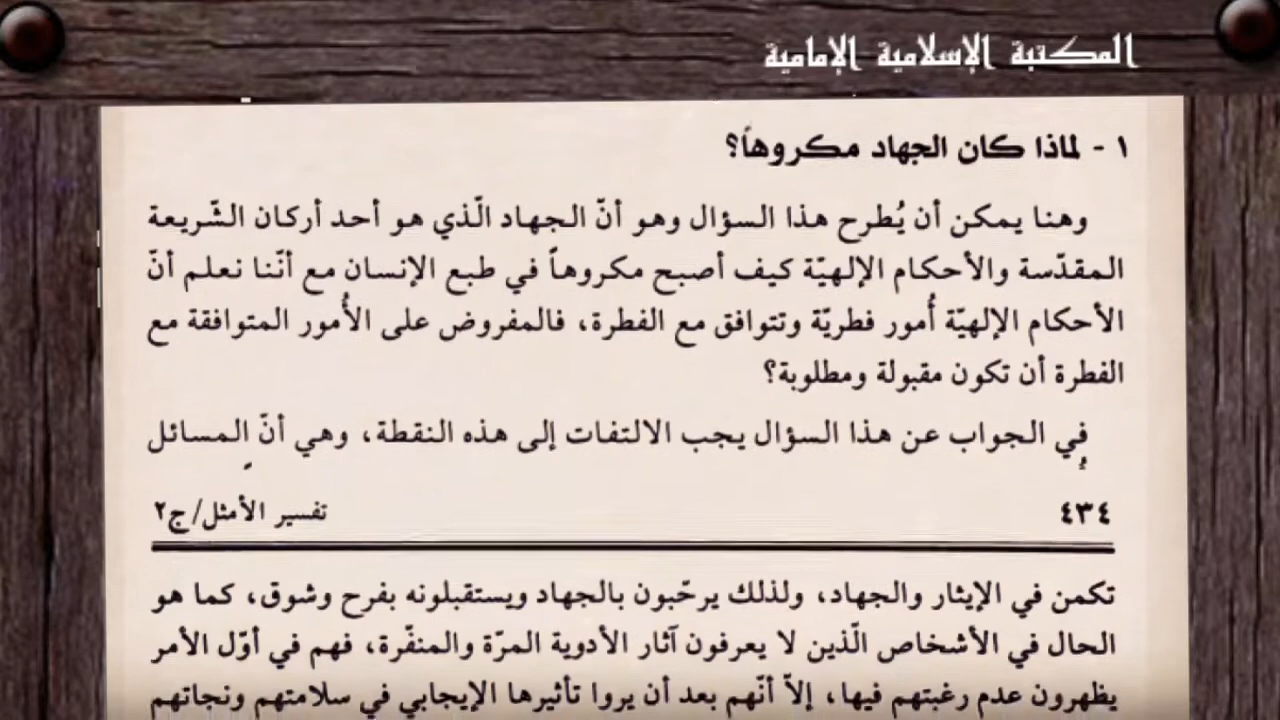 المكتبة الإسلامية الإمامية
١ - لماذا كان الجهاد مكروهاً؟
وهنا يمكن أن يُطرح هذا السؤال وهو أنّ الجهاد الّذي هو أحد أركان الشّريعة
المقدّسة والأحكام الإلهيّة كيف أصبح مكروهاً في طبع الإنسان مع أنّنا نعلم أنّ
الأحكام الإلهيّة أُمور فطريّة وتتوافق مع الفطرة، فالمفروض على الأُمور المتوافقة مع
الفطرة أن تكون مقبولة ومطلوبة؟
في الجواب عن هذا السؤال يجب الالتفات إلى هذه النقطة، وهي أنّ المسائل
٤٣٤ تفسير الأمثل/ج٢
تكمن في الإيثار والجهاد، ولذلك يرحّبون بالجهاد ويستقبلونه بفرح وشوق، كما هو
الحال في الأشخاص الّذين لا يعرفون آثار الأدوية المرّة والمنفّرة، فهم في أوّل الأمر
يظهرون عدم رغبتهم فيها، إلاّ أنّهم بعد أن يروا تأثيرها الإيجابي في سلامتهم ونجاتهم